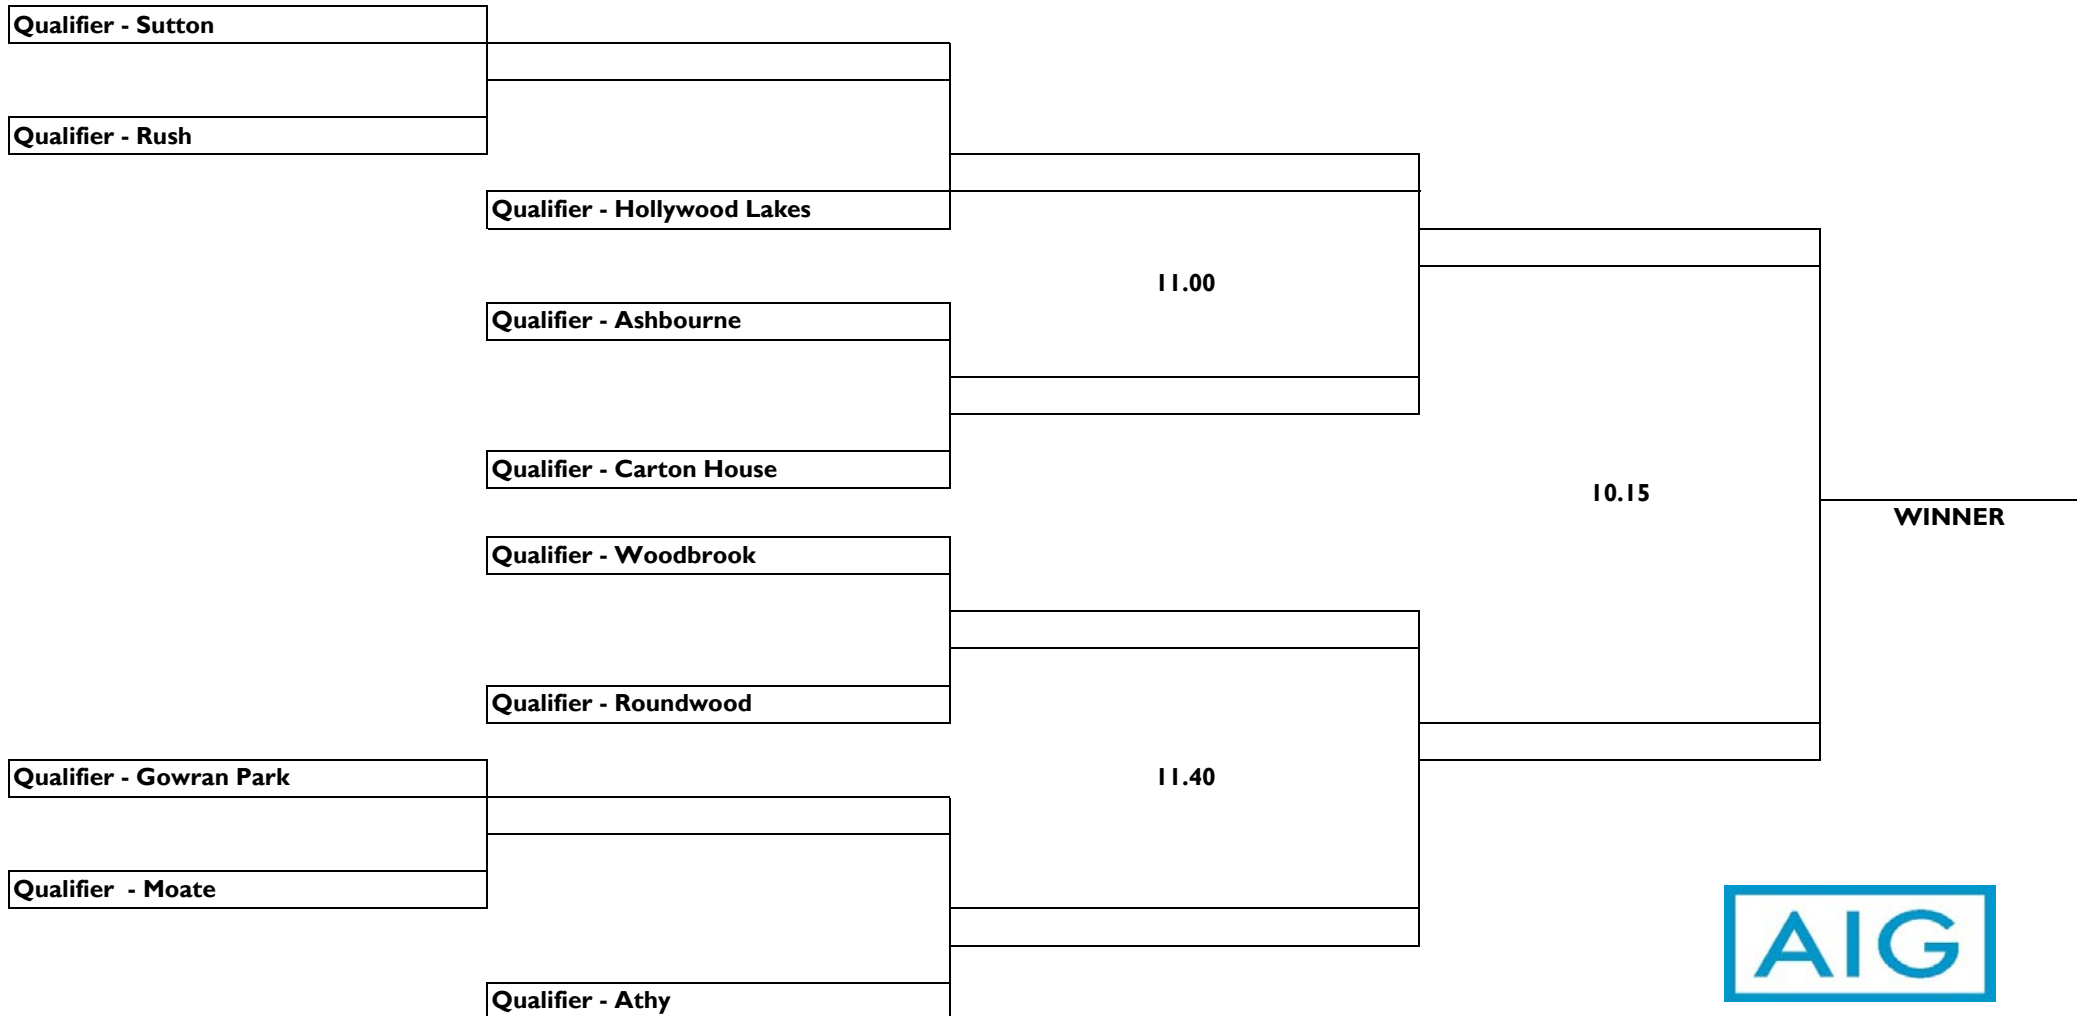 Qualifier - Sutton
Qualifier - Rush
Qualifier - Hollywood Lakes
11.00
Qualifier - Ashbourne
Qualifier - Carton House
10.15
WINNER
Qualifier - Woodbrook
Qualifier - Roundwood
Qualifier - Gowran Park
11.40
Qualifier  - Moate
AIG
Qualifier - Athy